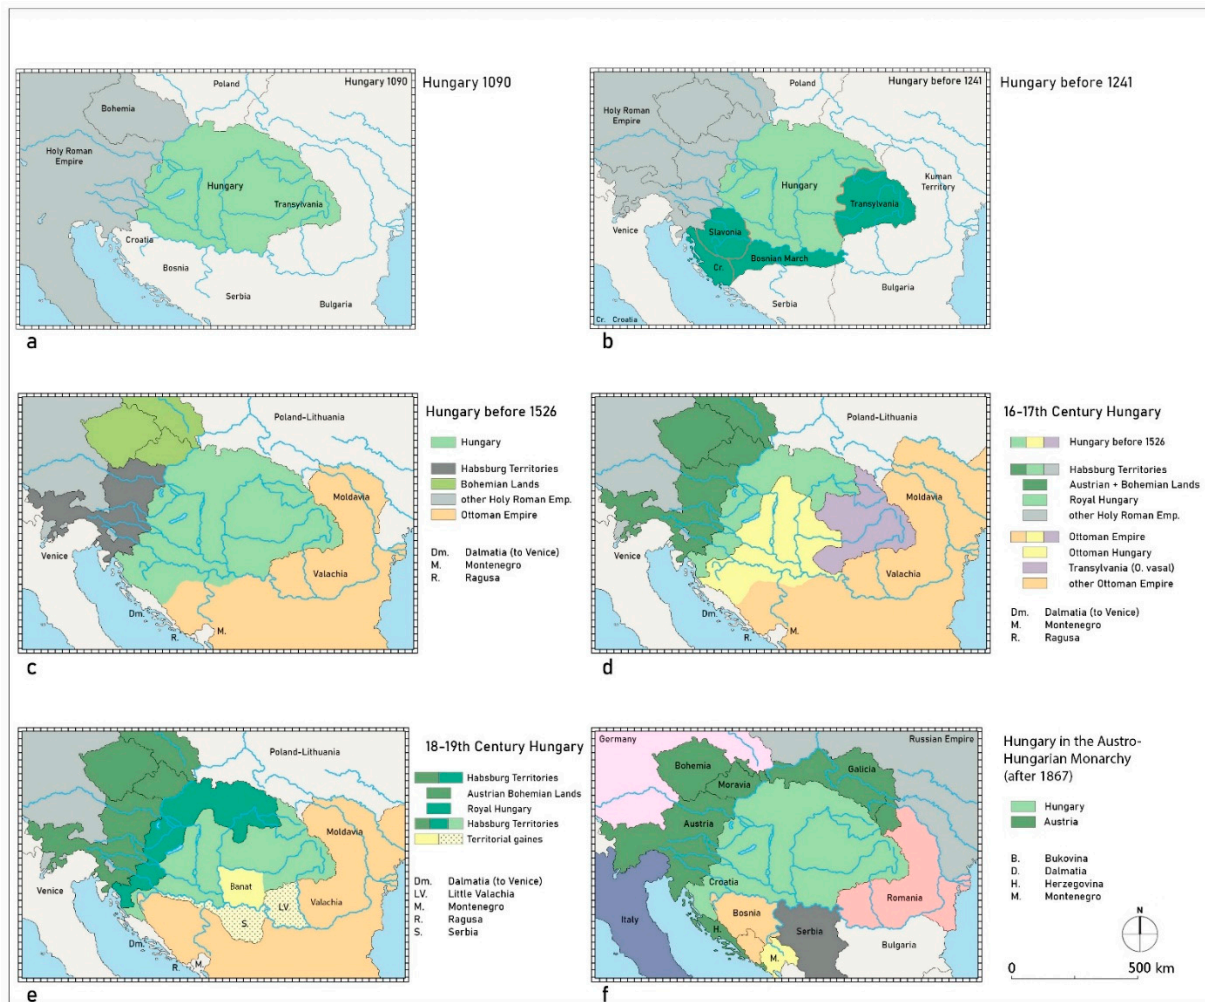 Hungary 1090
Hungary 1090
Poland
Bohemia
Holy Roman
Empire
Hungary
Transylvania
Croatia
Bosnia
Serbia
Bulgaria
a
Hungary before 1241
Hungary before 1241
Poland
Holy Roman
Empire
Kuman
Territory
Hungary
Transylvania
Venice
Slavonia
Bosnian March
Cr.
Serbia
Bulgaria
Cr. Croatia
b
Hungary before 1526
Poland-Lithuania
Moldavia
Venice
Valachia
Dm.
R.
M.
Hungary
Habsburg Territories
Bohemian Lands
other Holy Roman Emp.
Ottoman Empire
Dm. Dalmatia (to Venice)
M. Montenegro
R. Ragusa
c
16-17th Century Hungary
Poland-Lithuania
Moldavia
Venice
Valachia
Dm.
R.
M.
Hungary before 1526
Habsburg Territories
Austrian + Bohemian Lands
Royal Hungary
other Holy Roman Emp.
Ottoman Empire
Ottoman Hungary
Transylvania (O. vasal)
other Ottoman Empire
Dm. Dalmatia (to Venice)
M. Montenegro
R. Ragusa
d
18-19th Century Hungary
Poland-Lithuania
Moldavia
Venice
Banat
LV.
Valachia
S.
Dm.
R.
M.
Habsburg Territories
Austrian Bohemian Lands
Royal Hungary
Habsburg Territories
Territorial gaines
Dm. Dalmatia (to Venice)
LV. Little Valachia
M. Montenegro
R. Ragusa
S. Serbia
e
Germany
Russian Empire
Bohemia
Moravia
Galicia
Austria
Croatia
Romania
Bosnia
Italy
H.
Serbia
Bulgaria
M.
Hungary in the Austro-
Hungarian Monarchy
(after 1867)
Hungary
Austria
B. Bukovina
D. Dalmatia
H. Herzegovina
M. Montenegro
N
0 500 km
f